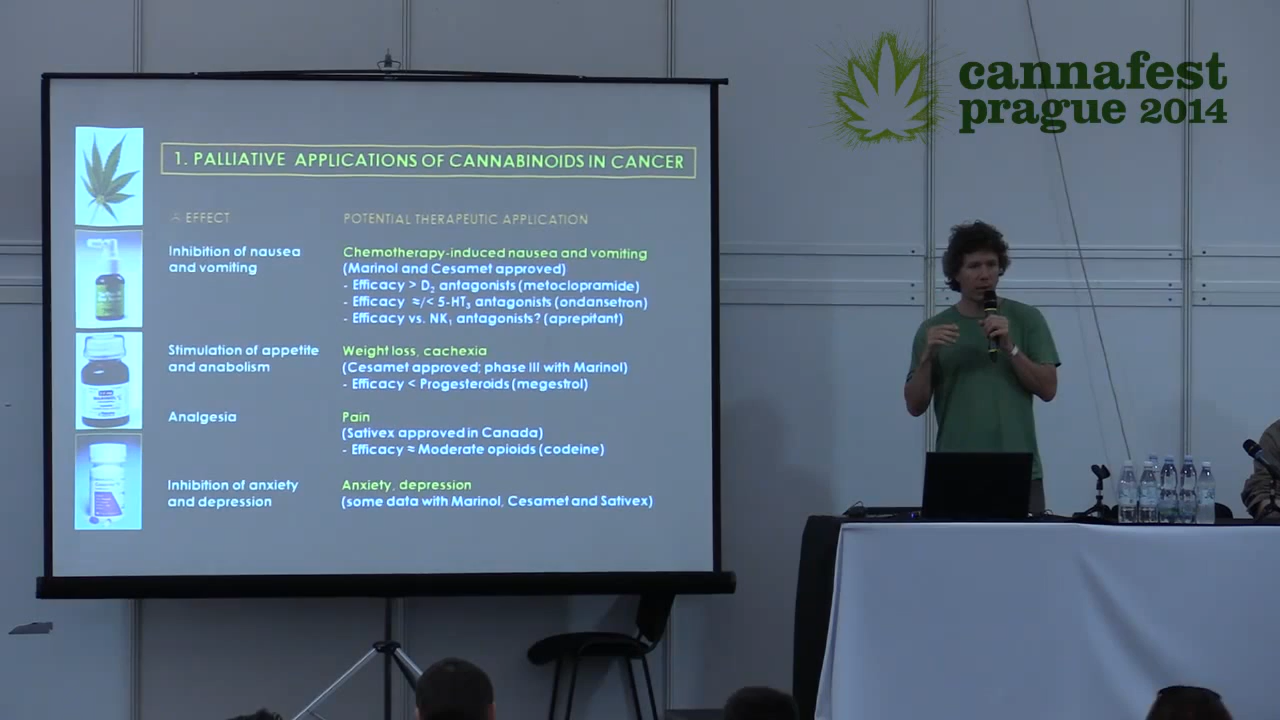 cannafest
prague 2014
1. PALLIATIVE APPLICATIONS OF CANNABINOIDS IN CANCER
EFFECT
POTENTIAL THERAPEUTIC APPLICATION
Inhibition of nausea
and vomiting
Chemotherapy-induced nausea and vomiting
(Marinol and Cesamet approved)
- Efficacy > D₂ antagonists (metoclopramide)
- Efficacy ≈/< 5-HT₃ antagonists (ondansetron)
- Efficacy vs. NK₁ antagonists? (aprepitant)
Stimulation of appetite
and anabolism
Weight loss, cachexia
(Cesamet approved; phase III with Marinol)
- Efficacy < Progesteroids (megestrol)
Analgesia
Pain
(Sativex approved in Canada)
- Efficacy ≈ Moderate opioids (codeine)
Inhibition of anxiety
and depression
Anxiety, depression
(some data with Marinol, Cesamet and Sativex)